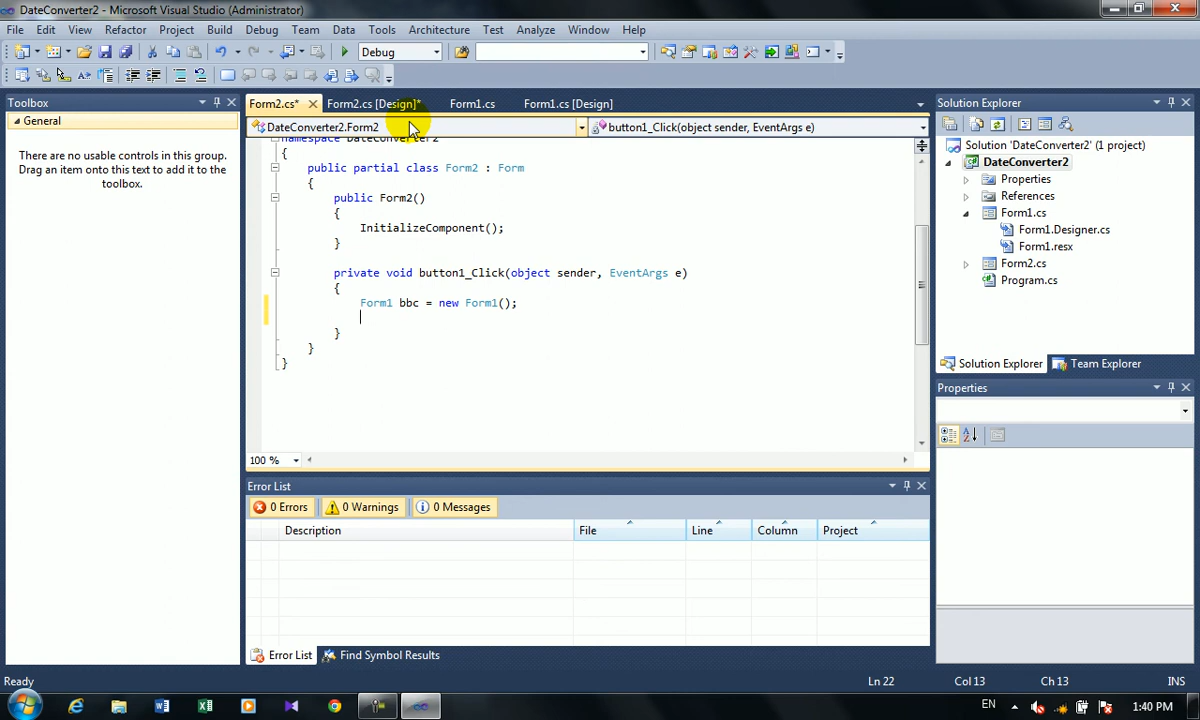 DateConverter2 - Microsoft Visual Studio (Administrator)
File Edit View Refactor Project Build Debug Team Data Tools Architecture Test Analyze Window Help
Debug
Toolbox
General
There are no usable controls in this group.
Drag an item onto this text to add it to the
toolbox.
Form2.cs* Form2.cs [Design]* Form1.cs Form1.cs [Design]
DateConverter2.Form2 button1_Click(object sender, EventArgs e)
namespace DateConverter2
{
public partial class Form2 : Form
{
public Form2()
{
InitializeComponent();
}
private void button1_Click(object sender, EventArgs e)
{
Form1 bbc = new Form1();
}
}
}
100 %
Error List
0 Errors 0 Warnings 0 Messages
Description File Line Column Project
Error List Find Symbol Results
Solution Explorer
Solution 'DateConverter2' (1 project)
DateConverter2
Properties
References
Form1.cs
Form1.Designer.cs
Form1.resx
Form2.cs
Program.cs
Solution Explorer Team Explorer
Properties
Ready Ln 22 Col 13 Ch 13 INS
EN 1:40 PM